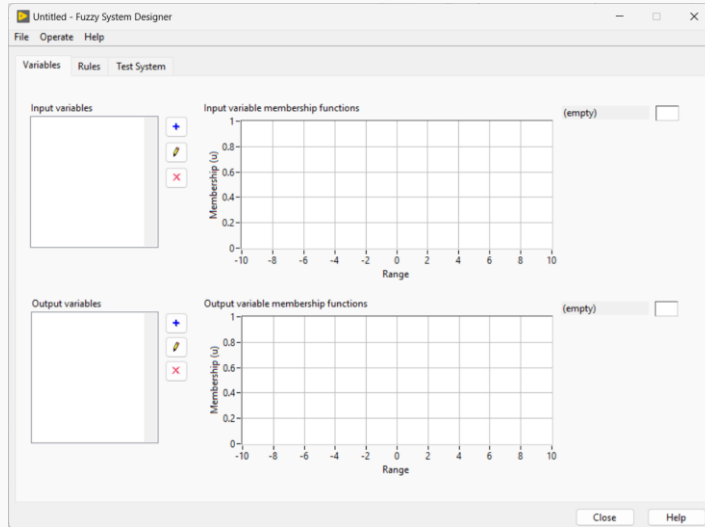 Untitled - Fuzzy System Designer
File Operate Help
Variables Rules Test System
Input variables
Input variable membership functions
(empty)
1
0.8
0.6
0.4
0.2
0
Membership (u)
-10 -8 -6 -4 -2 0 2 4 6 8 10
Range
Output variables
Output variable membership functions
(empty)
1
0.8
0.6
0.4
0.2
0
Membership (u)
-10 -8 -6 -4 -2 0 2 4 6 8 10
Range
Close Help